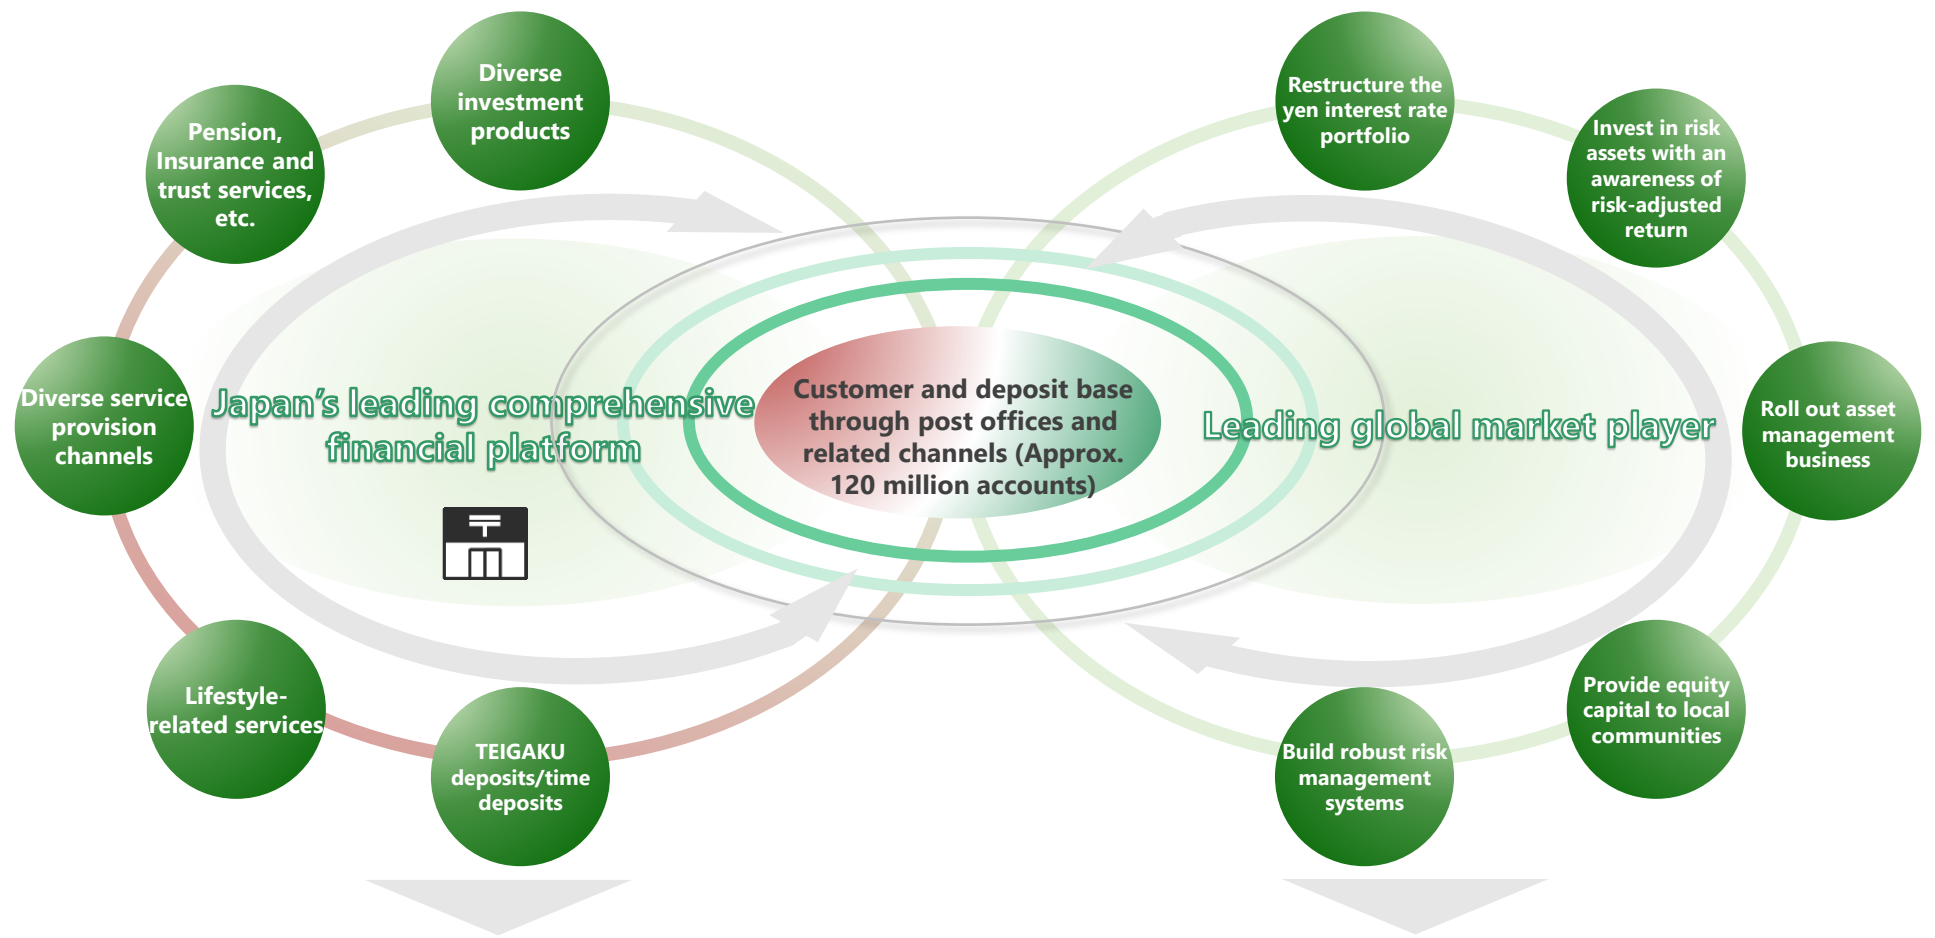 Diverse
investment
products
Pension,
Insurance and
trust services,
etc.
Diverse service
provision
channels
Lifestyle-
related services
TEIGAKU
deposits/time
deposits
Japan’s leading comprehensive
financial platform
Customer and deposit base
through post offices and
related channels (Approx.
120 million accounts)
Leading global market player
Restructure the
yen interest rate
portfolio
Invest in risk
assets with an
awareness of
risk-adjusted
return
Roll out asset
management
business
Provide equity
capital to local
communities
Build robust risk
management
systems